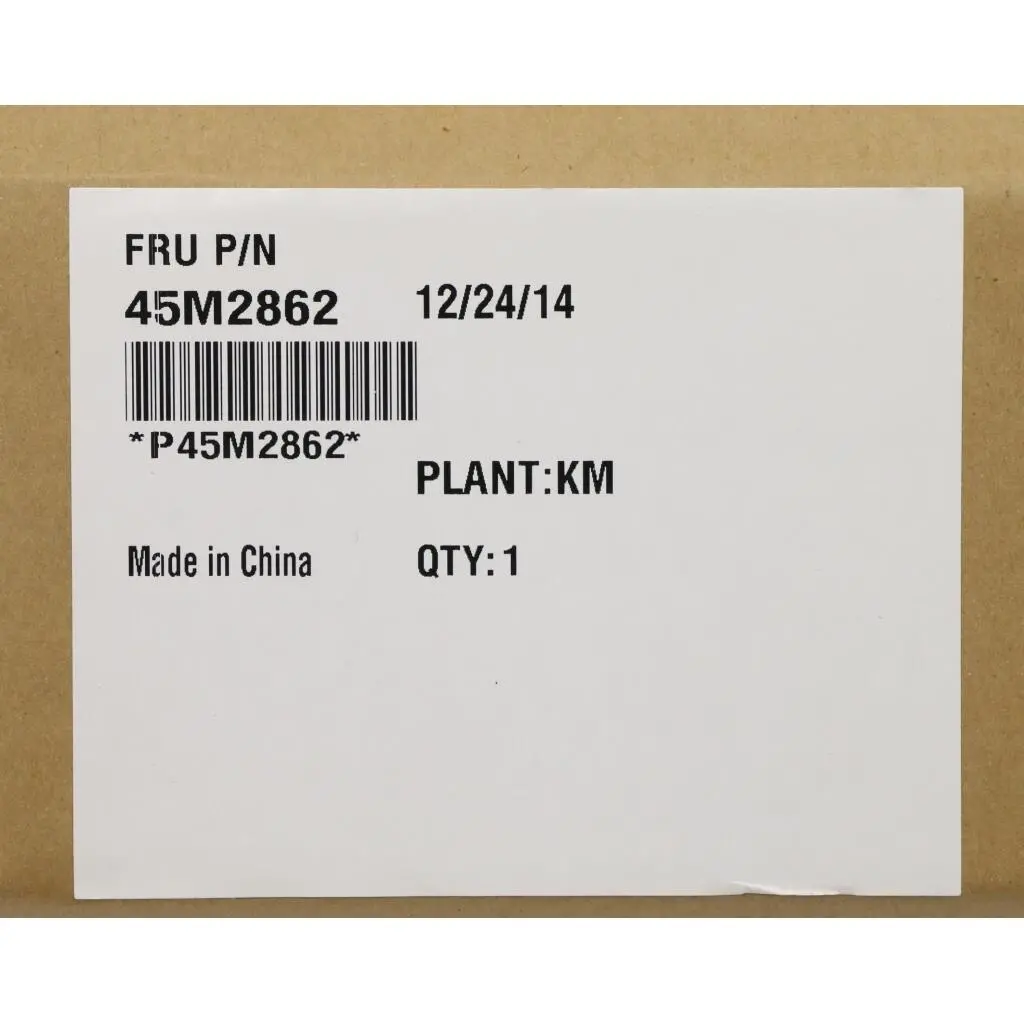 FRU P/N
45M2862 12/24/14
*P45M2862*
PLANT:KM
Made in China QTY: 1